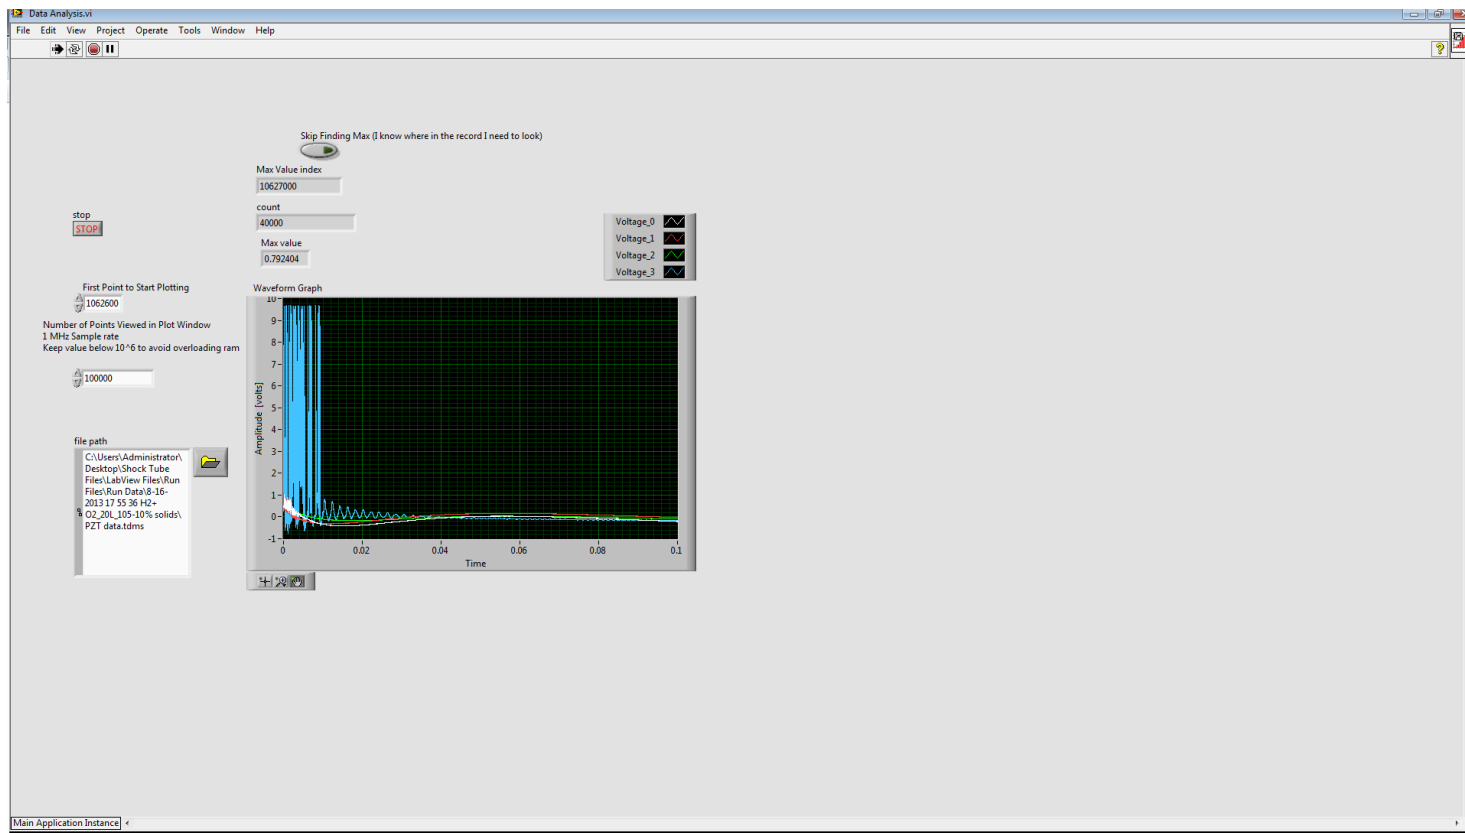 Data Analysis.vi
File Edit View Project Operate Tools Window Help
Skip Finding Max (I know where in the record I need to look)
Max Value index
10627000
count
40000
Max value
0.792404
stop
STOP
Voltage_0
Voltage_1
Voltage_2
Voltage_3
First Point to Start Plotting
1062600
Number of Points Viewed in Plot Window
1 MHz Sample rate
Keep value below 10^6 to avoid overloading ram
100000
file path
C:\Users\Administrator\
Desktop\Shock Tube
Files\LabView Files\Run
Files\Run Data\8-16-
2013 17 55 36 H2+
O2_20L_105-10% solids\
PZT data.tdms
Waveform Graph
10
9
8
7
6
5
4
3
2
1
0
-1
Amplitude [volts]
0 0.02 0.04 0.06 0.08 0.1
Time
Main Application Instance